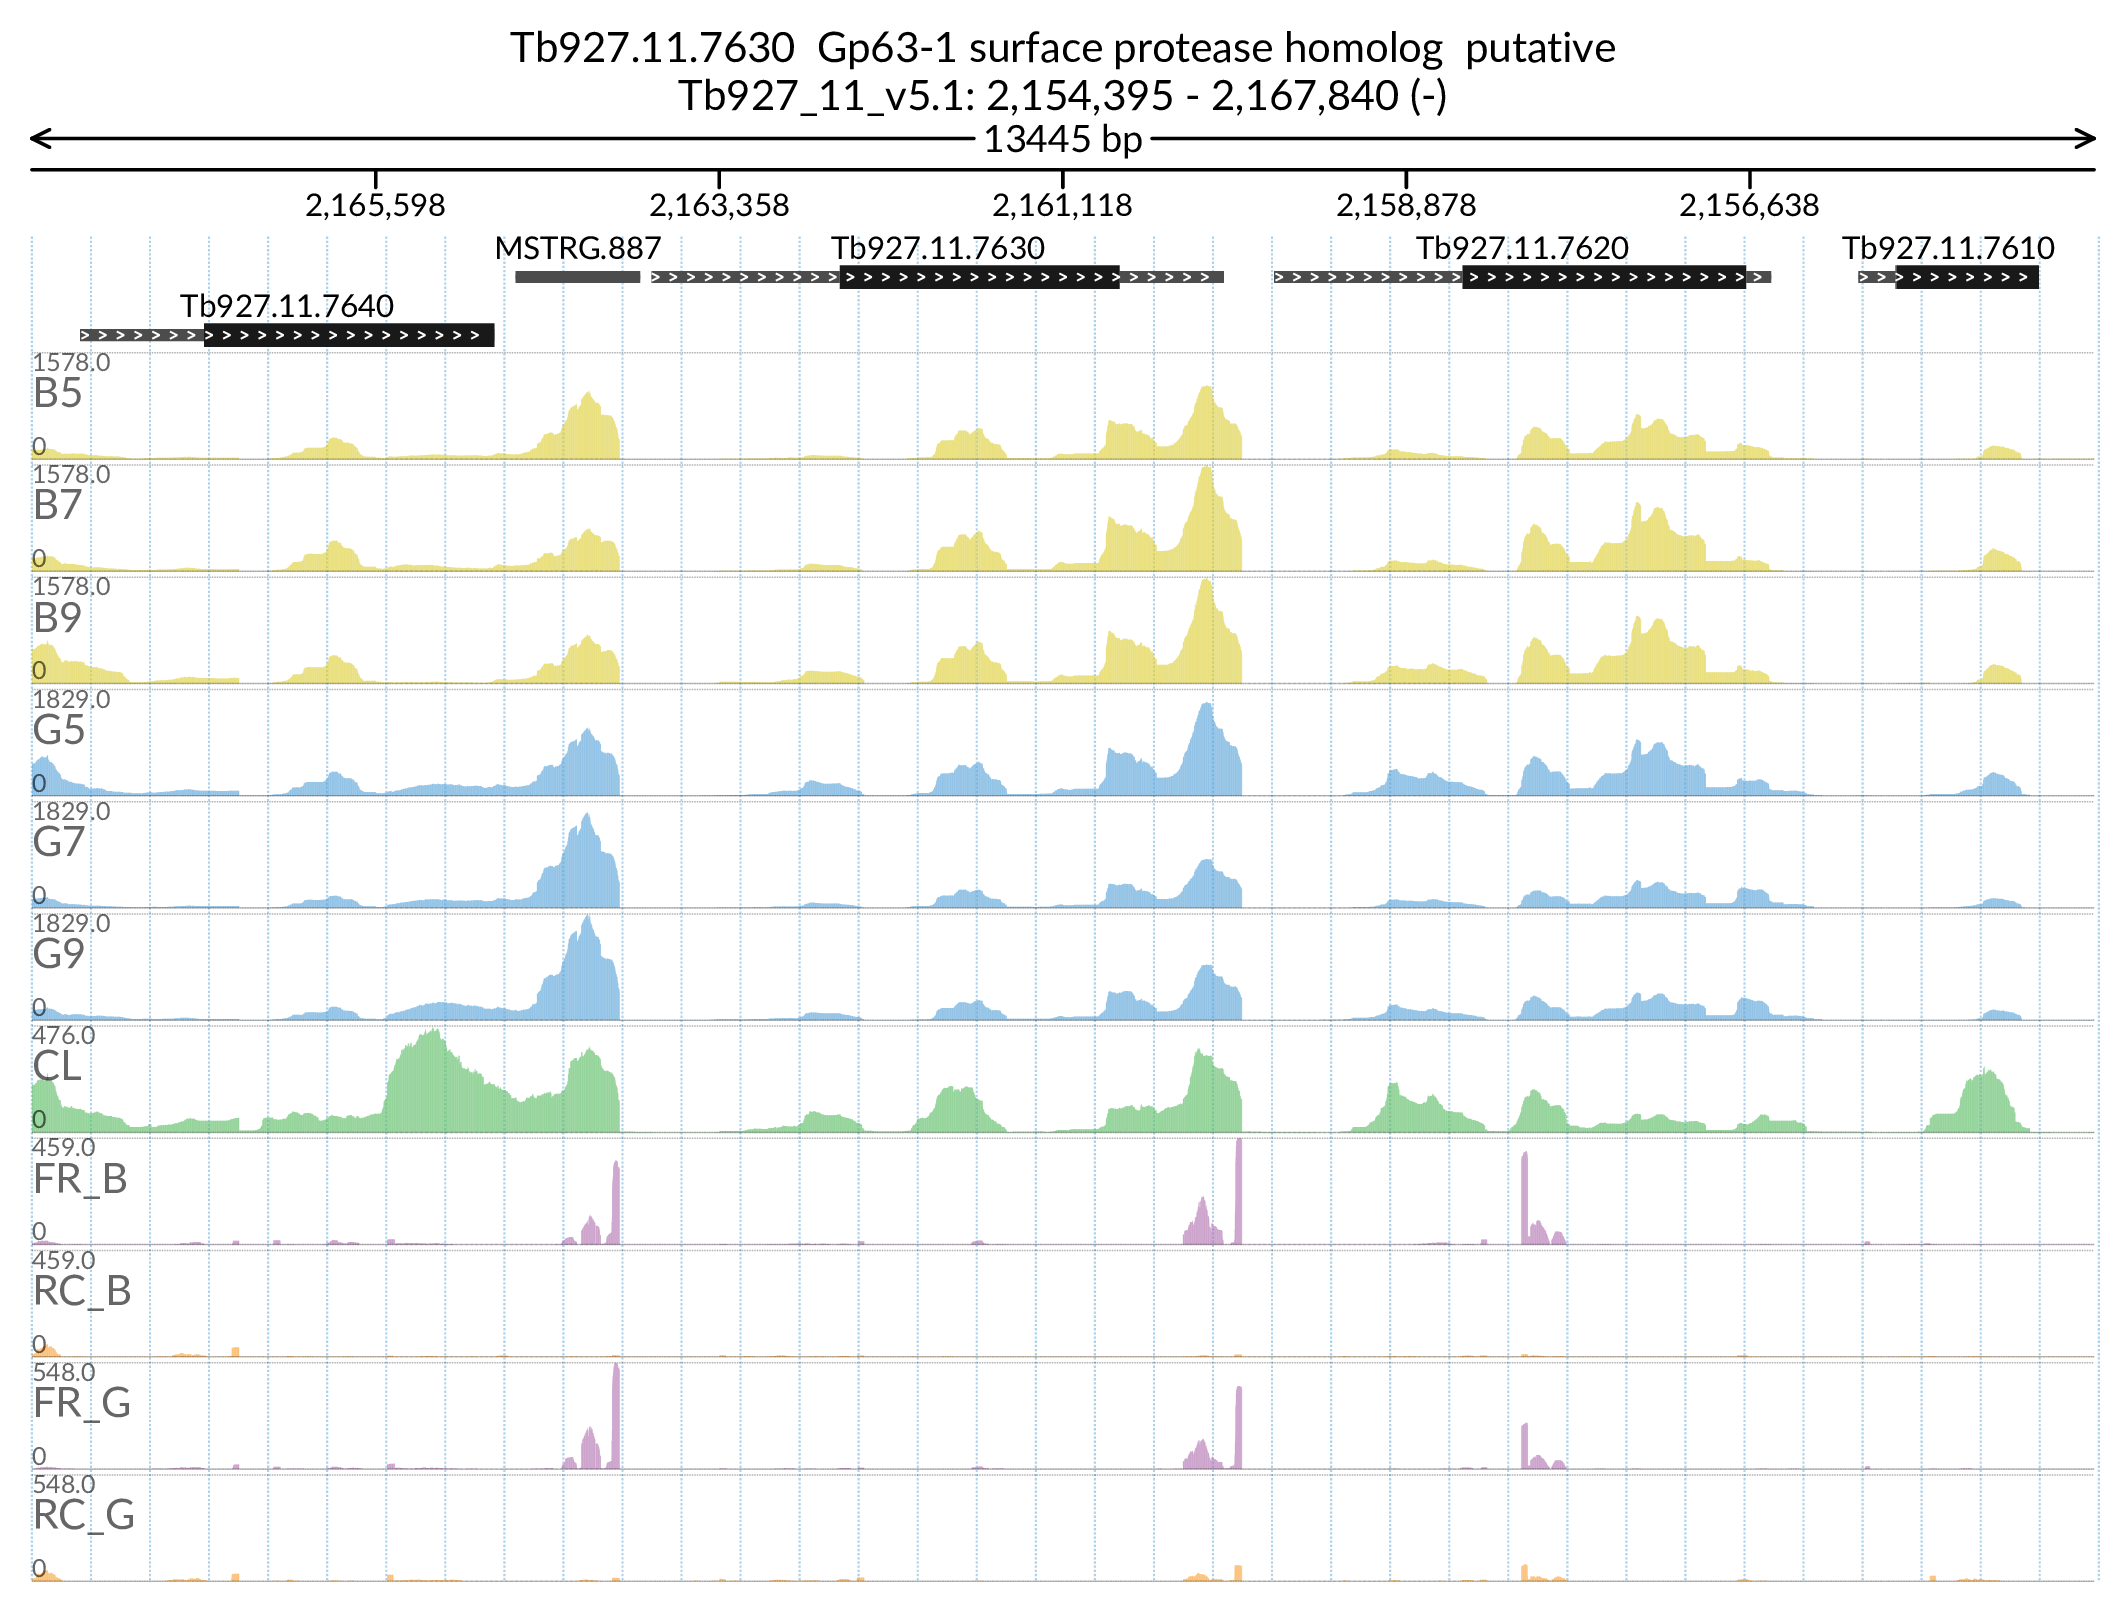 Tb927.11.7630 Gp63-1 surface protease homolog putative
Tb927_11_v5.1: 2,154,395 - 2,167,840 (-)
13445 bp
2,165,598 2,163,358 2,161,118 2,158,878 2,156,638
MSTRG.887 Tb927.11.7630 Tb927.11.7620 Tb927.11.7610
Tb927.11.7640
1578.0
B5
0
1578.0
B7
0
1578.0
B9
0
1829.0
G5
0
1829.0
G7
0
1829.0
G9
0
476.0
CL
0
459.0
FR_B
0
459.0
RC_B
0
548.0
FR_G
0
548.0
RC_G
0